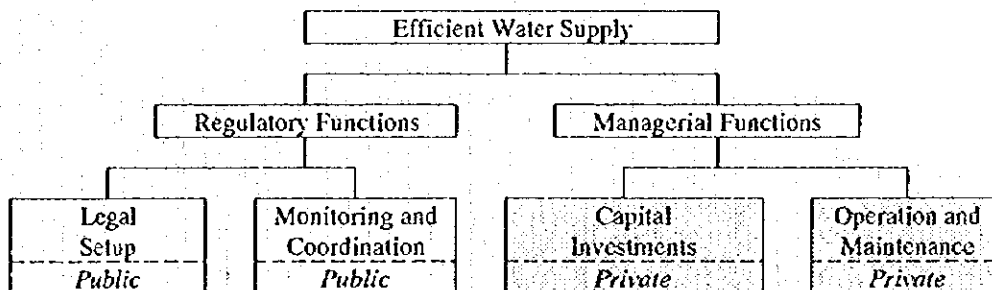 Efficient Water Supply
Regulatory Functions
Managerial Functions
Legal
Setup
Public
Monitoring and
Coordination
Public
Capital
Investments
Private
Operation and
Maintenance
Private